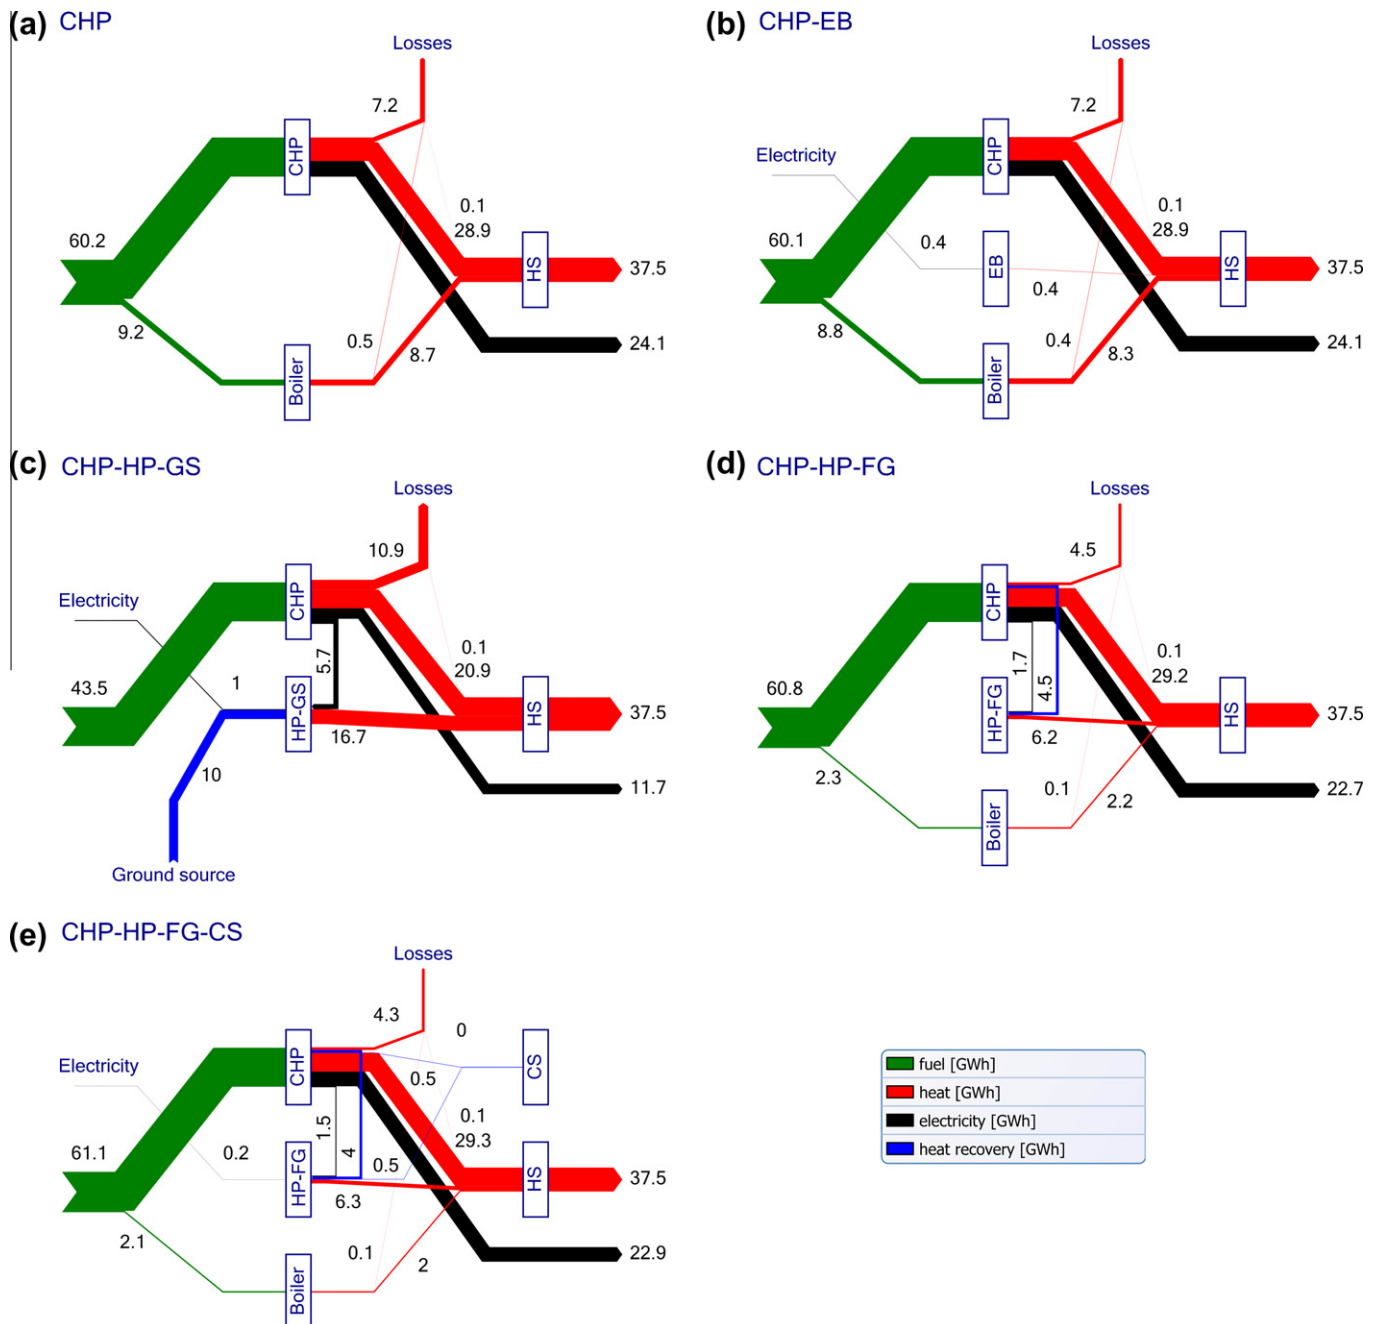 (a) CHP
Losses
7.2
CHP
60.2
0.1
28.9
HS
37.5
24.1
9.2
0.5
8.7
Boiler
(b) CHP-EB
Losses
7.2
Electricity
CHP
60.1
0.4
EB
0.4
0.1
28.9
HS
37.5
24.1
8.8
0.4
8.3
Boiler
(c) CHP-HP-GS
Losses
10.9
Electricity
CHP
43.5
1
5.7
0.1
20.9
HP-GS
16.7
HS
37.5
11.7
10
Ground source
(d) CHP-HP-FG
Losses
4.5
CHP
60.8
1.7
4.5
0.1
29.2
HP-FG
6.2
HS
37.5
22.7
2.3
0.1
2.2
Boiler
(e) CHP-HP-FG-CS
Losses
4.3
0
Electricity
CHP
CS
0.5
61.1
0.2
1.5
4
0.1
29.3
HP-FG
0.5
6.3
HS
37.5
22.9
2.1
0.1
2
Boiler
fuel [GWh]
heat [GWh]
electricity [GWh]
heat recovery [GWh]